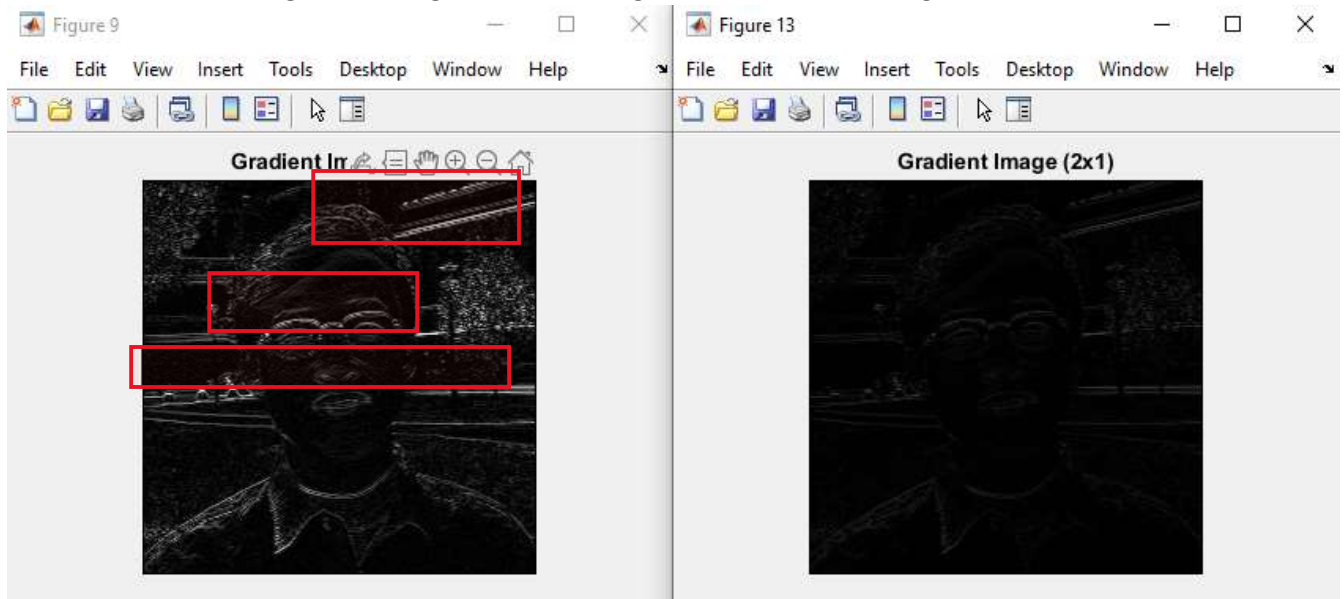 Figure 9
File Edit View Insert Tools Desktop Window Help
Gradient Im
Figure 13
File Edit View Insert Tools Desktop Window Help
Gradient Image (2x1)